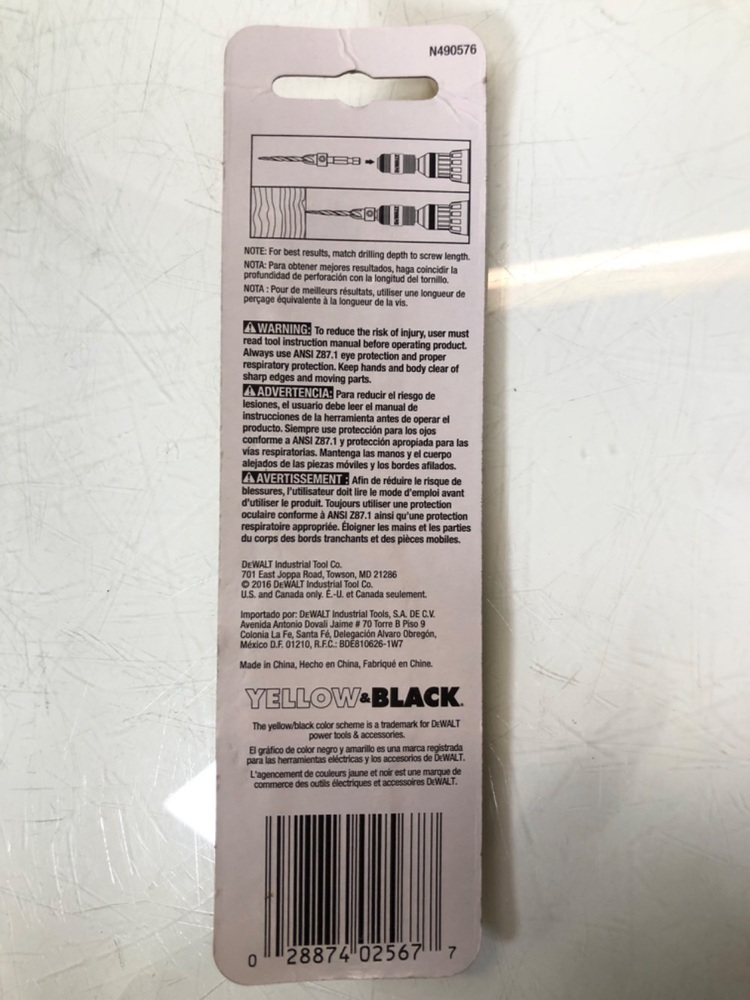 N490576
DEWALT
NOTE: For best results, match drilling depth to screw length.
NOTA: Para obtener mejores resultados, haga coincidir la
profundidad de perforación con la longitud del tornillo.
NOTA : Pour de meilleurs résultats, utiliser une longueur de
perçage équivalente à la longueur de la vis.
WARNING: To reduce the risk of injury, user must
read tool instruction manual before operating product.
Always use ANSI Z87.1 eye protection and proper
respiratory protection. Keep hands and body clear of
sharp edges and moving parts.
ADVERTENCIA: Para reducir el riesgo de
lesiones, el usuario debe leer el manual de
instrucciones de la herramienta antes de operar el
producto. Siempre use protección para los ojos
conforme a ANSI Z87.1 y protección apropiada para las
vías respiratorias. Mantenga las manos y el cuerpo
alejados de las piezas móviles y los bordes afilados.
AVERTISSEMENT : Afin de réduire le risque de
blessures, l'utilisateur doit lire le mode d'emploi avant
d'utiliser le produit. Toujours utiliser une protection
oculaire conforme à ANSI Z87.1 ainsi qu'une protection
respiratoire appropriée. Éloigner les mains et les parties
du corps des bords tranchants et des pièces mobiles.
DEWALT Industrial Tool Co.
701 East Joppa Road, Towson, MD 21286
© 2016 DEWALT Industrial Tool Co.
U.S. and Canada only. É.-U. et Canada seulement.
Importado por: DEWALT Industrial Tools, S.A. DE C.V.
Avenida Antonio Dovali Jaime # 70 Torre B Piso 9
Colonia La Fe, Santa Fé, Delegación Alvaro Obregón,
México D.F. 01210, R.F.C.: BDE810626-1W7
Made in China, Hecho en China, Fabriqué en Chine.
YELLOW&BLACK.
The yellow/black color scheme is a trademark for DEWALT
power tools & accessories.
El gráfico de color negro y amarillo es una marca registrada
para las herramientas eléctricas y los accesorios de DEWALT.
L'agencement de couleurs jaune et noir est une marque de
commerce des outils électriques et accessoires DEWALT.
0 28874 02567 7